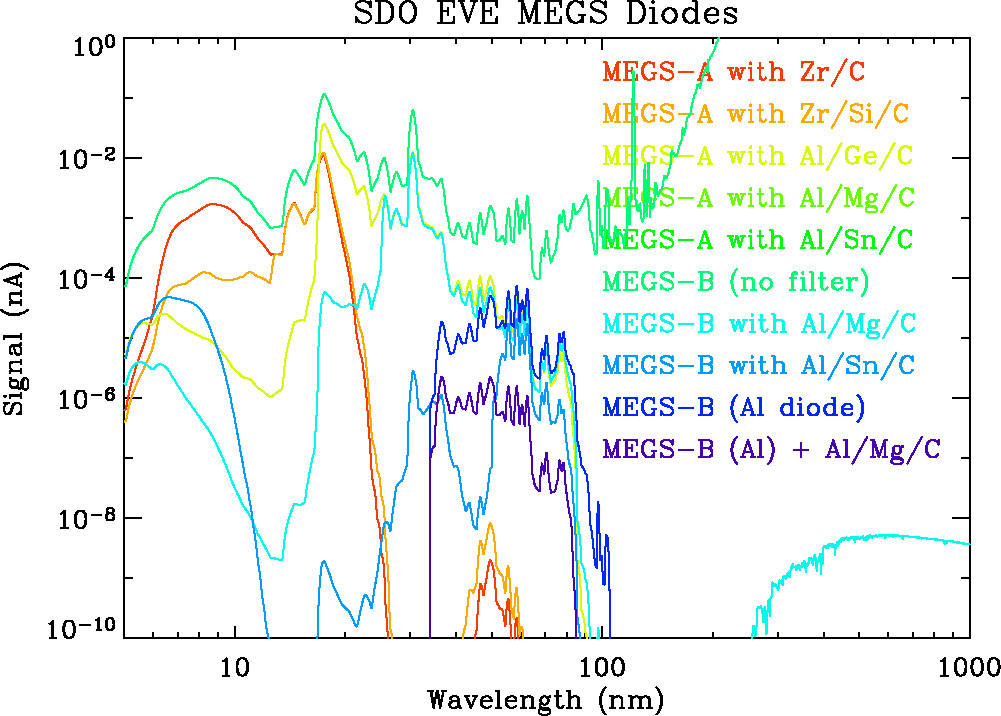 SDO EVE MEGS Diodes
10^0
10^-2
10^-4
10^-6
10^-8
10^-10
Signal (nA)
MEGS-A with Zr/C
MEGS-A with Zr/Si/C
MEGS-A with Al/Ge/C
MEGS-A with Al/Mg/C
MEGS-A with Al/Sn/C
MEGS-B (no filter)
MEGS-B with Al/Mg/C
MEGS-B with Al/Sn/C
MEGS-B (Al diode)
MEGS-B (Al) + Al/Mg/C
10 100 1000
Wavelength (nm)